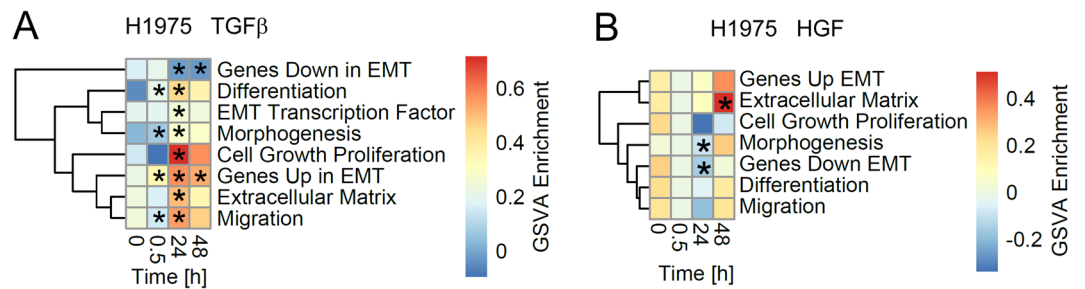 A
H1975 TGFβ
* * Genes Down in EMT
* * Differentiation
* EMT Transcription Factor
* * Morphogenesis
* Cell Growth Proliferation
* * * Genes Up in EMT
* Extracellular Matrix
* * Migration
0 0.5 24 48
Time [h]
0.6
0.4
0.2
0
GSVA Enrichment
B
H1975 HGF
Genes Up EMT
* Extracellular Matrix
Cell Growth Proliferation
* Morphogenesis
* Genes Down EMT
Differentiation
Migration
0 0.5 24 48
Time [h]
0.4
0.2
0
-0.2
GSVA Enrichment